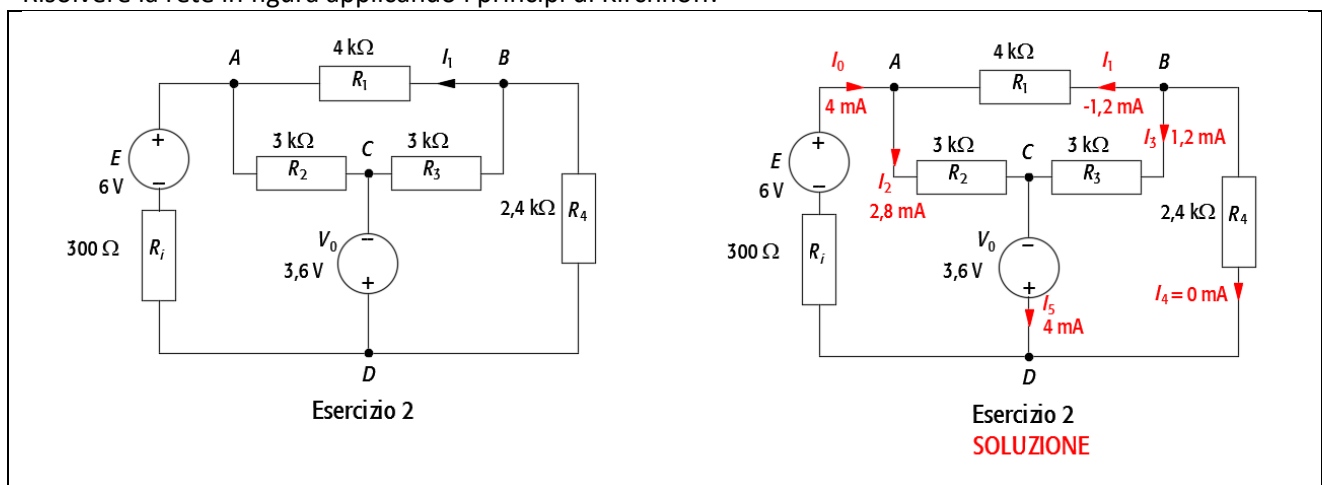 Risolvere la rete in figura applicando i principi di Kirchhoff.
4 kΩ
A
R1
I1
B
3 kΩ
C
3 kΩ
E
+
−
6 V
R2
R3
2,4 kΩ
R4
300 Ω
Ri
V0
−
3,6 V
+
D
Esercizio 2
I0
A
4 kΩ
I1
B
R1
4 mA
-1,2 mA
3 kΩ
C
3 kΩ
I3
1,2 mA
E
+
−
6 V
I2
R2
R3
2,8 mA
2,4 kΩ
R4
300 Ω
Ri
V0
−
3,6 V
+
I5
4 mA
I4 = 0 mA
D
Esercizio 2
SOLUZIONE